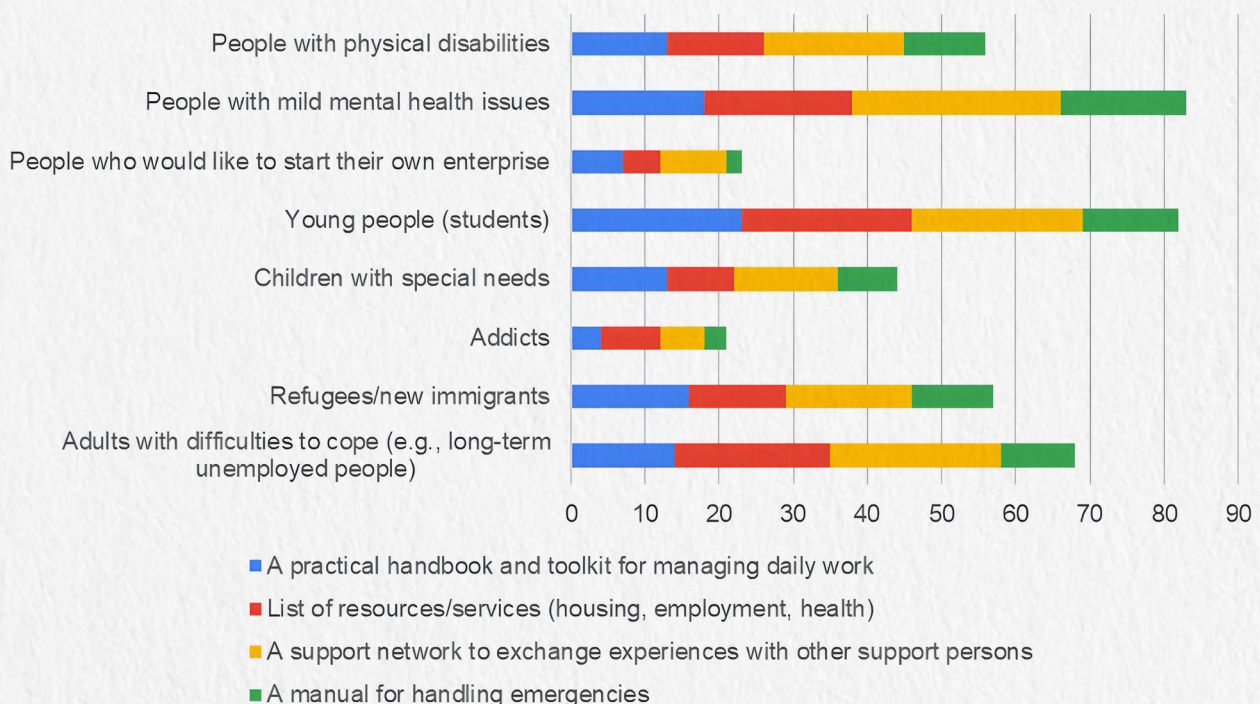 People with physical disabilities
People with mild mental health issues
People who would like to start their own enterprise
Young people (students)
Children with special needs
Addicts
Refugees/new immigrants
Adults with difficulties to cope (e.g., long-term
unemployed people)
0 10 20 30 40 50 60 70 80 90
A practical handbook and toolkit for managing daily work
List of resources/services (housing, employment, health)
A support network to exchange experiences with other support persons
A manual for handling emergencies